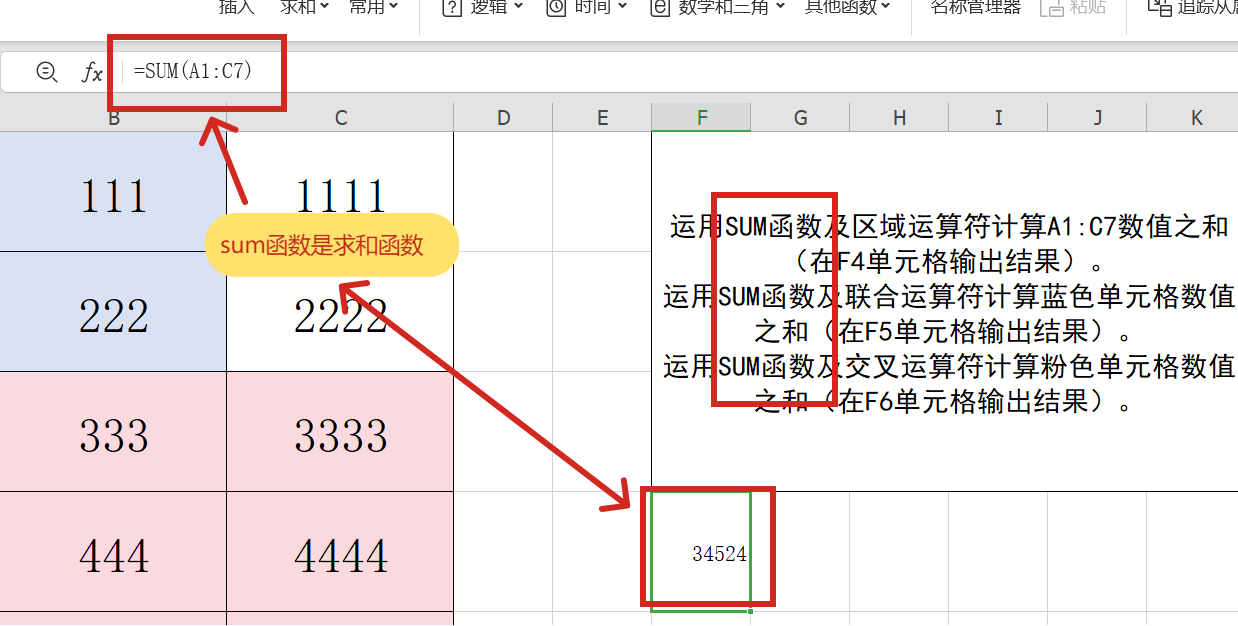 插入 求和 常用 逻辑 时间 数字和三角 其他函数 名称管理器 粘贴 追踪从
fx =SUM(A1:C7)
B C D E F G H I J K
111 1111
sum函数是求和函数
运用SUM函数及区域运算符计算A1:C7数值之和
（在F4单元格输出结果）。
222 2222
运用SUM函数及联合运算符计算蓝色单元格数值
之和（在F5单元格输出结果）。
运用SUM函数及交叉运算符计算粉色单元格数值
之和（在F6单元格输出结果）。
333 3333
444 4444
34524